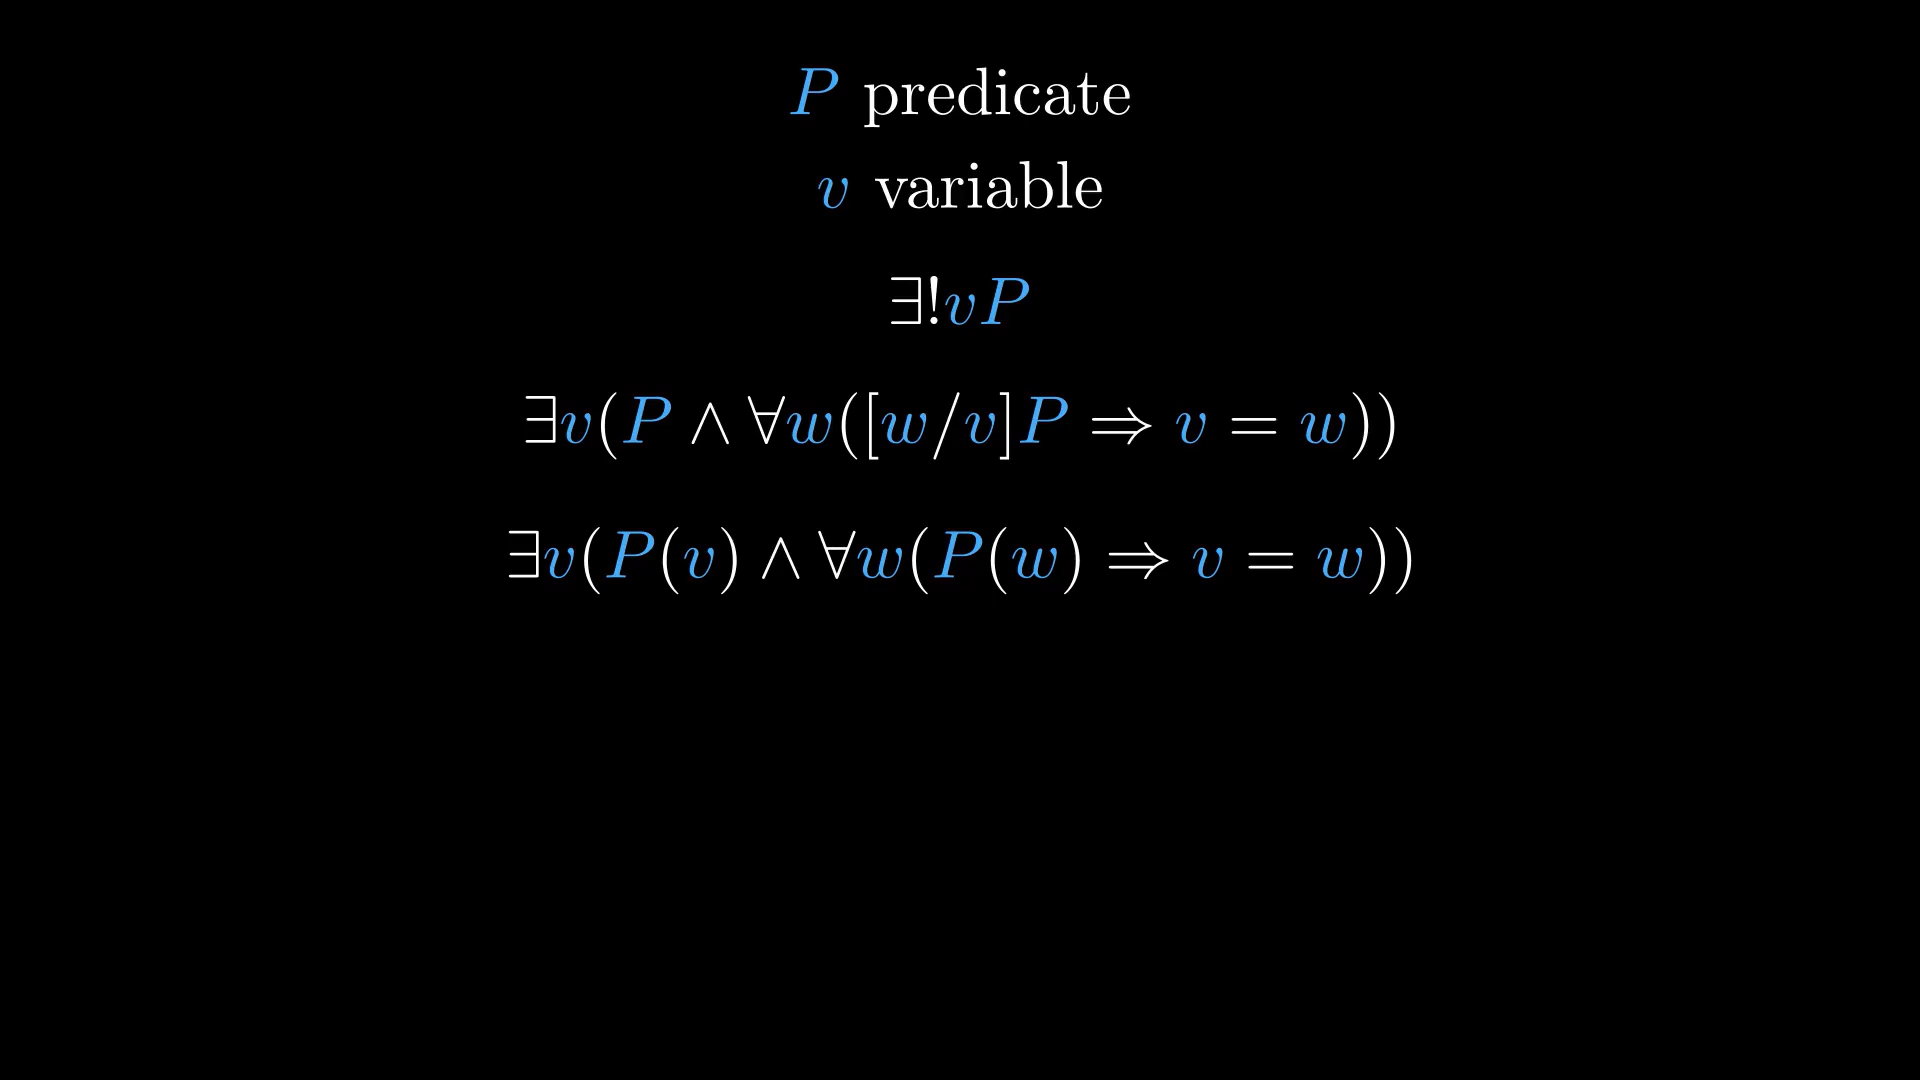 P predicate
v variable
∃!vP
∃v(P ∧ ∀w([w/v]P ⇒ v = w))
∃v(P(v) ∧ ∀w(P(w) ⇒ v = w))